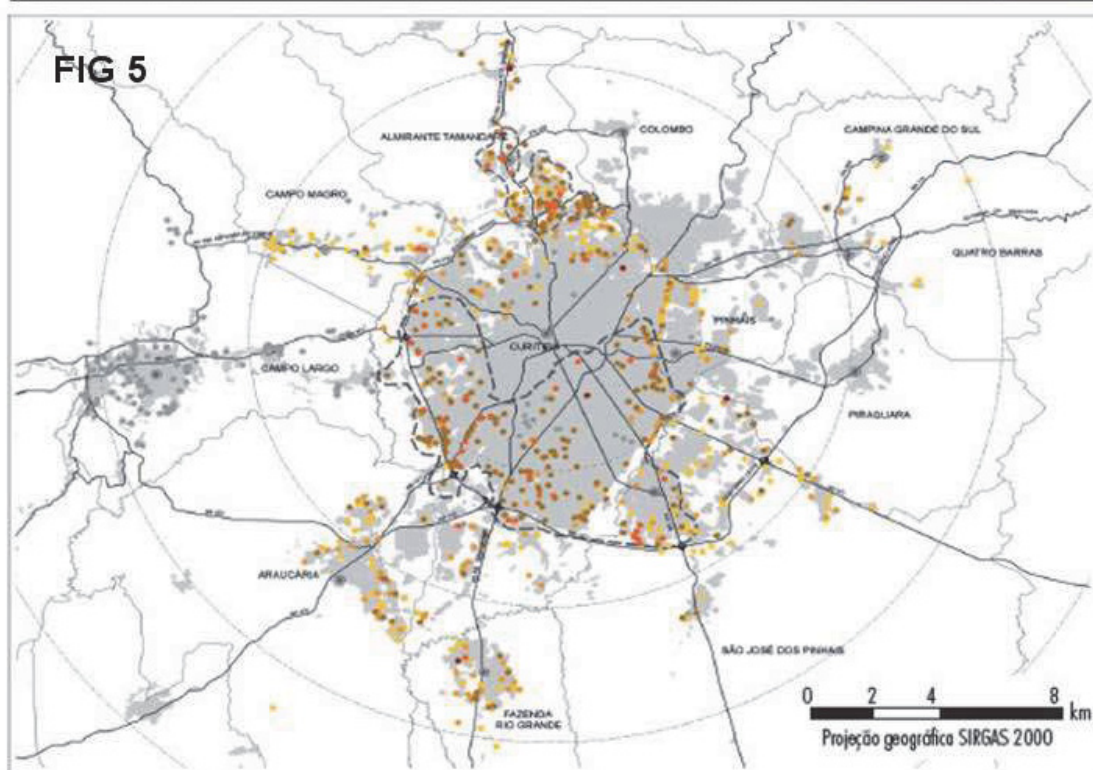 FIG 5
ALMIRANTE TAMANDARÉ
COLOMBO
CAMPINA GRANDE DO SUL
CAMPO MAGRO
QUATRO BARRAS
PINHAIS
CURITIBA
CAMPO LARGO
PIRAQUARA
ARAUCÁRIA
SÃO JOSÉ DOS PINHAIS
FAZENDA
RIO GRANDE
0 2 4 8 km
Projeção geográfica SIRGAS 2000